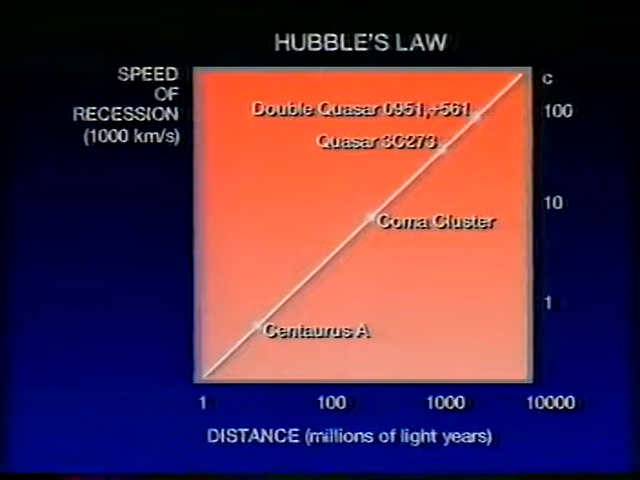 HUBBLE'S LAW
SPEED
OF
RECESSION
(1000 km/s)
c
Double Quasar 0951,+561
100
Quasar 3C273
10
Coma Cluster
1
Centaurus A
1 100 1000 10000
DISTANCE (millions of light years)